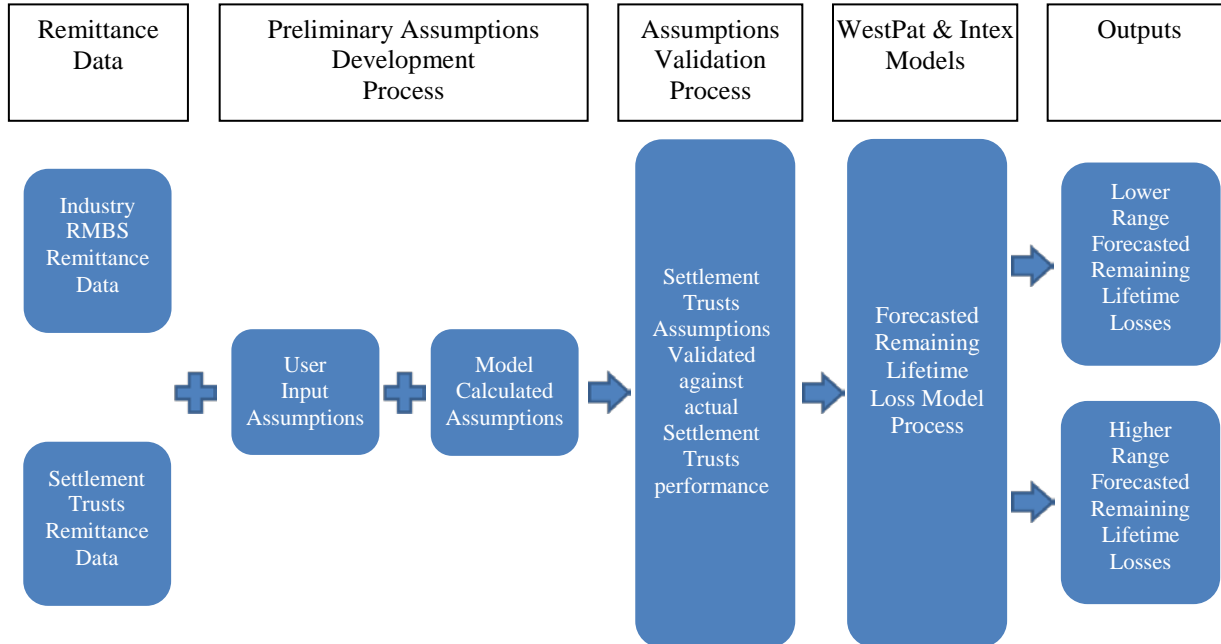 Remittance
Data
Preliminary Assumptions
Development
Process
Assumptions
Validation
Process
WestPat & Intex
Models
Outputs
Industry
RMBS
Remittance
Data
Settlement
Trusts
Remittance
Data
User
Input
Assumptions
Model
Calculated
Assumptions
Settlement
Trusts
Assumptions
Validated
against
actual
Settlement
Trusts
performance
Forecasted
Remaining
Lifetime
Loss Model
Process
Lower
Range
Forecasted
Remaining
Lifetime
Losses
Higher
Range
Forecasted
Remaining
Lifetime
Losses